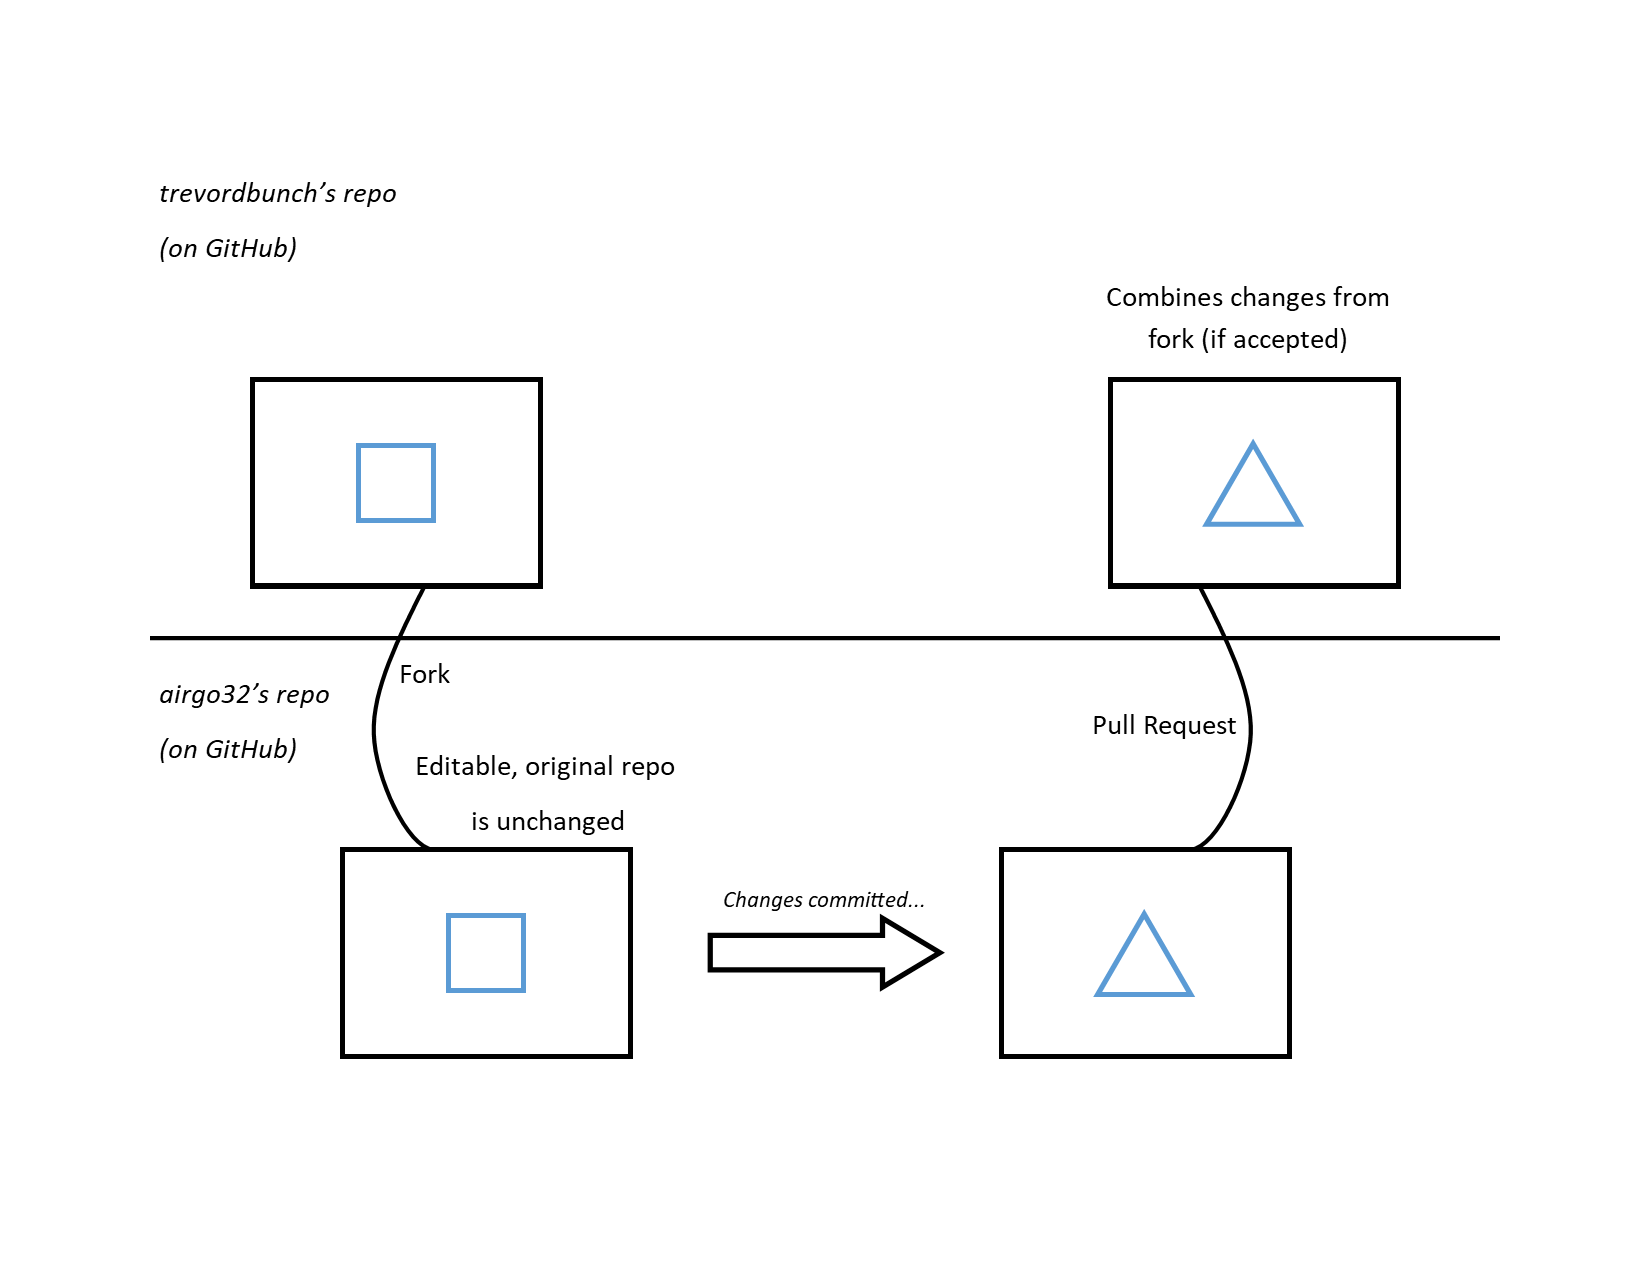 trevordbunch’s repo
(on GitHub)
Combines changes from
fork (if accepted)
Fork
airgo32’s repo
(on GitHub)
Pull Request
Editable, original repo
is unchanged
Changes committed...